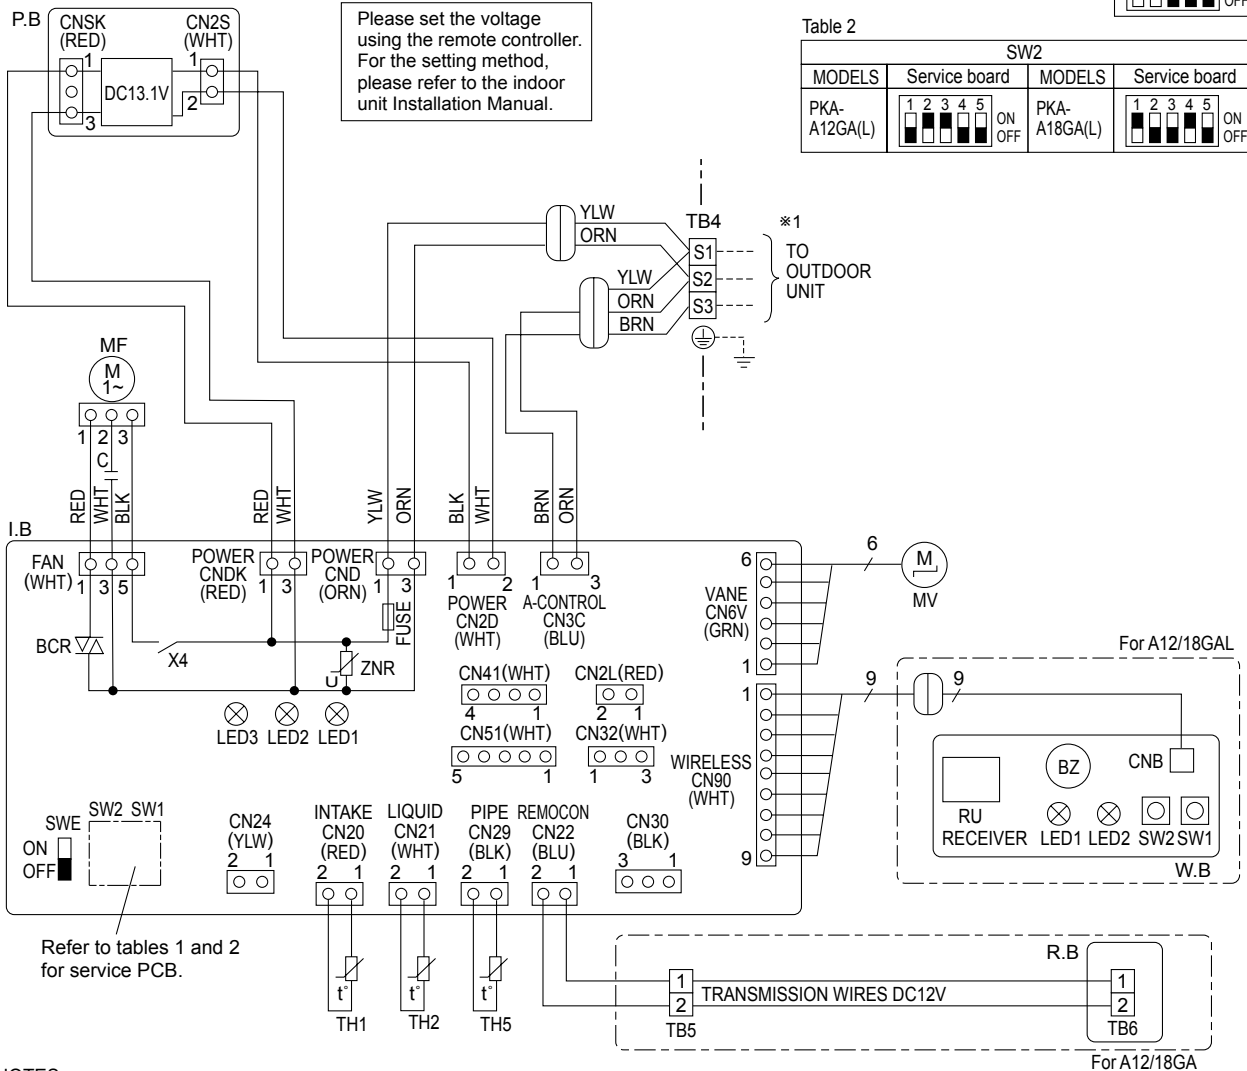 P.B
CNSK
(RED)
CN2S
(WHT)
1
3
DC13.1V
1
2
Please set the voltage
using the remote controller.
For the setting method,
please refer to the indoor
unit Installation Manual.
OFF
Table 2
SW2
MODELS Service board MODELS Service board
PKA-
A12GA(L)
1 2 3 4 5
ON
OFF
PKA-
A18GA(L)
1 2 3 4 5
ON
OFF
YLW
ORN
YLW
ORN
BRN
TB4
S1
S2
S3
※1
TO
OUTDOOR
UNIT
MF
M
1~
1 2 3
C
RED
WHT
BLK
RED
WHT
YLW
ORN
BLK
WHT
BRN
ORN
I.B
FAN
(WHT)
1 3 5
POWER
CNDK
(RED)
1 3
POWER
CND
(ORN)
1 3
1 2
POWER
CN2D
(WHT)
1 3
A-CONTROL
CN3C
(BLU)
BCR
X4
FUSE
U
ZNR
6
VANE
CN6V
(GRN)
1
6
M
MV
CN41(WHT)
4 1
CN2L(RED)
2 1
CN51(WHT)
5 1
CN32(WHT)
1 3
LED3 LED2 LED1
1
WIRELESS
CN90
(WHT)
9
9
9
For A12/18GAL
BZ
CNB
RU
RECEIVER
LED1 LED2 SW2 SW1
W.B
SWE
ON
OFF
SW2 SW1
CN24
(YLW)
2 1
INTAKE
CN20
(RED)
2 1
LIQUID
CN21
(WHT)
2 1
PIPE
CN29
(BLK)
2 1
REMOCON
CN22
(BLU)
2 1
CN30
(BLK)
3 1
Refer to tables 1 and 2
for service PCB.
t°
TH1
t°
TH2
t°
TH5
1
2
TB5
TRANSMISSION WIRES DC12V
R.B
1
2
TB6
For A12/18GA